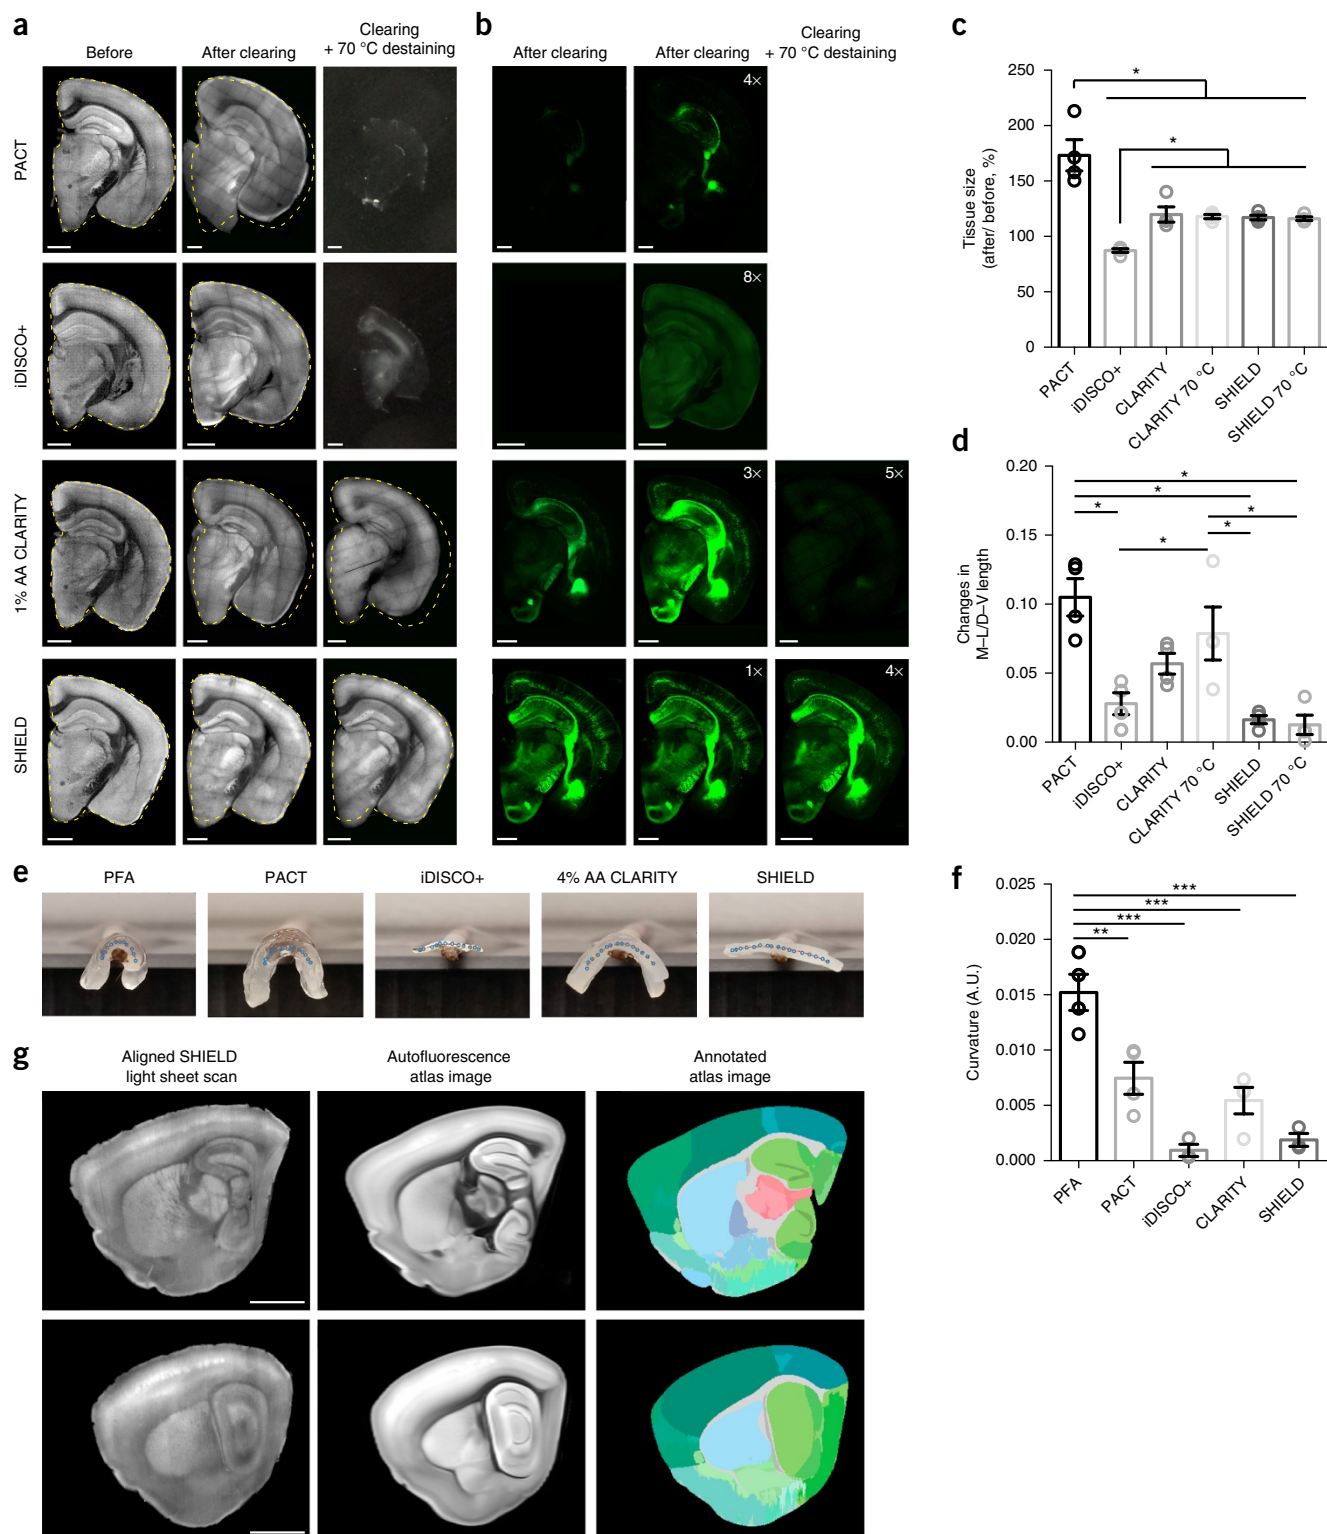 a
Before
After clearing
Clearing
+ 70 °C destaining
PACT
iDISCO+
1% AA CLARITY
SHIELD
b
After clearing
After clearing
Clearing
+ 70 °C destaining
4×
8×
3×
5×
1×
4×
c
Tissue size
(after/ before, %)
250
200
150
100
50
0
*
*
PACT
iDISCO+
CLARITY
CLARITY 70 °C
SHIELD
SHIELD 70 °C
d
Changes in
M–L/D–V length
0.20
0.15
0.10
0.05
0.00
*
*
*
*
*
*
PACT
iDISCO+
CLARITY
CLARITY 70 °C
SHIELD
SHIELD 70 °C
e
PFA
PACT
iDISCO+
4% AA CLARITY
SHIELD
f
Curvature (A.U.)
0.025
0.020
0.015
0.010
0.005
0.000
***
***
***
**
PFA
PACT
iDISCO+
CLARITY
SHIELD
g
Aligned SHIELD
light sheet scan
Autofluorescence
atlas image
Annotated
atlas image